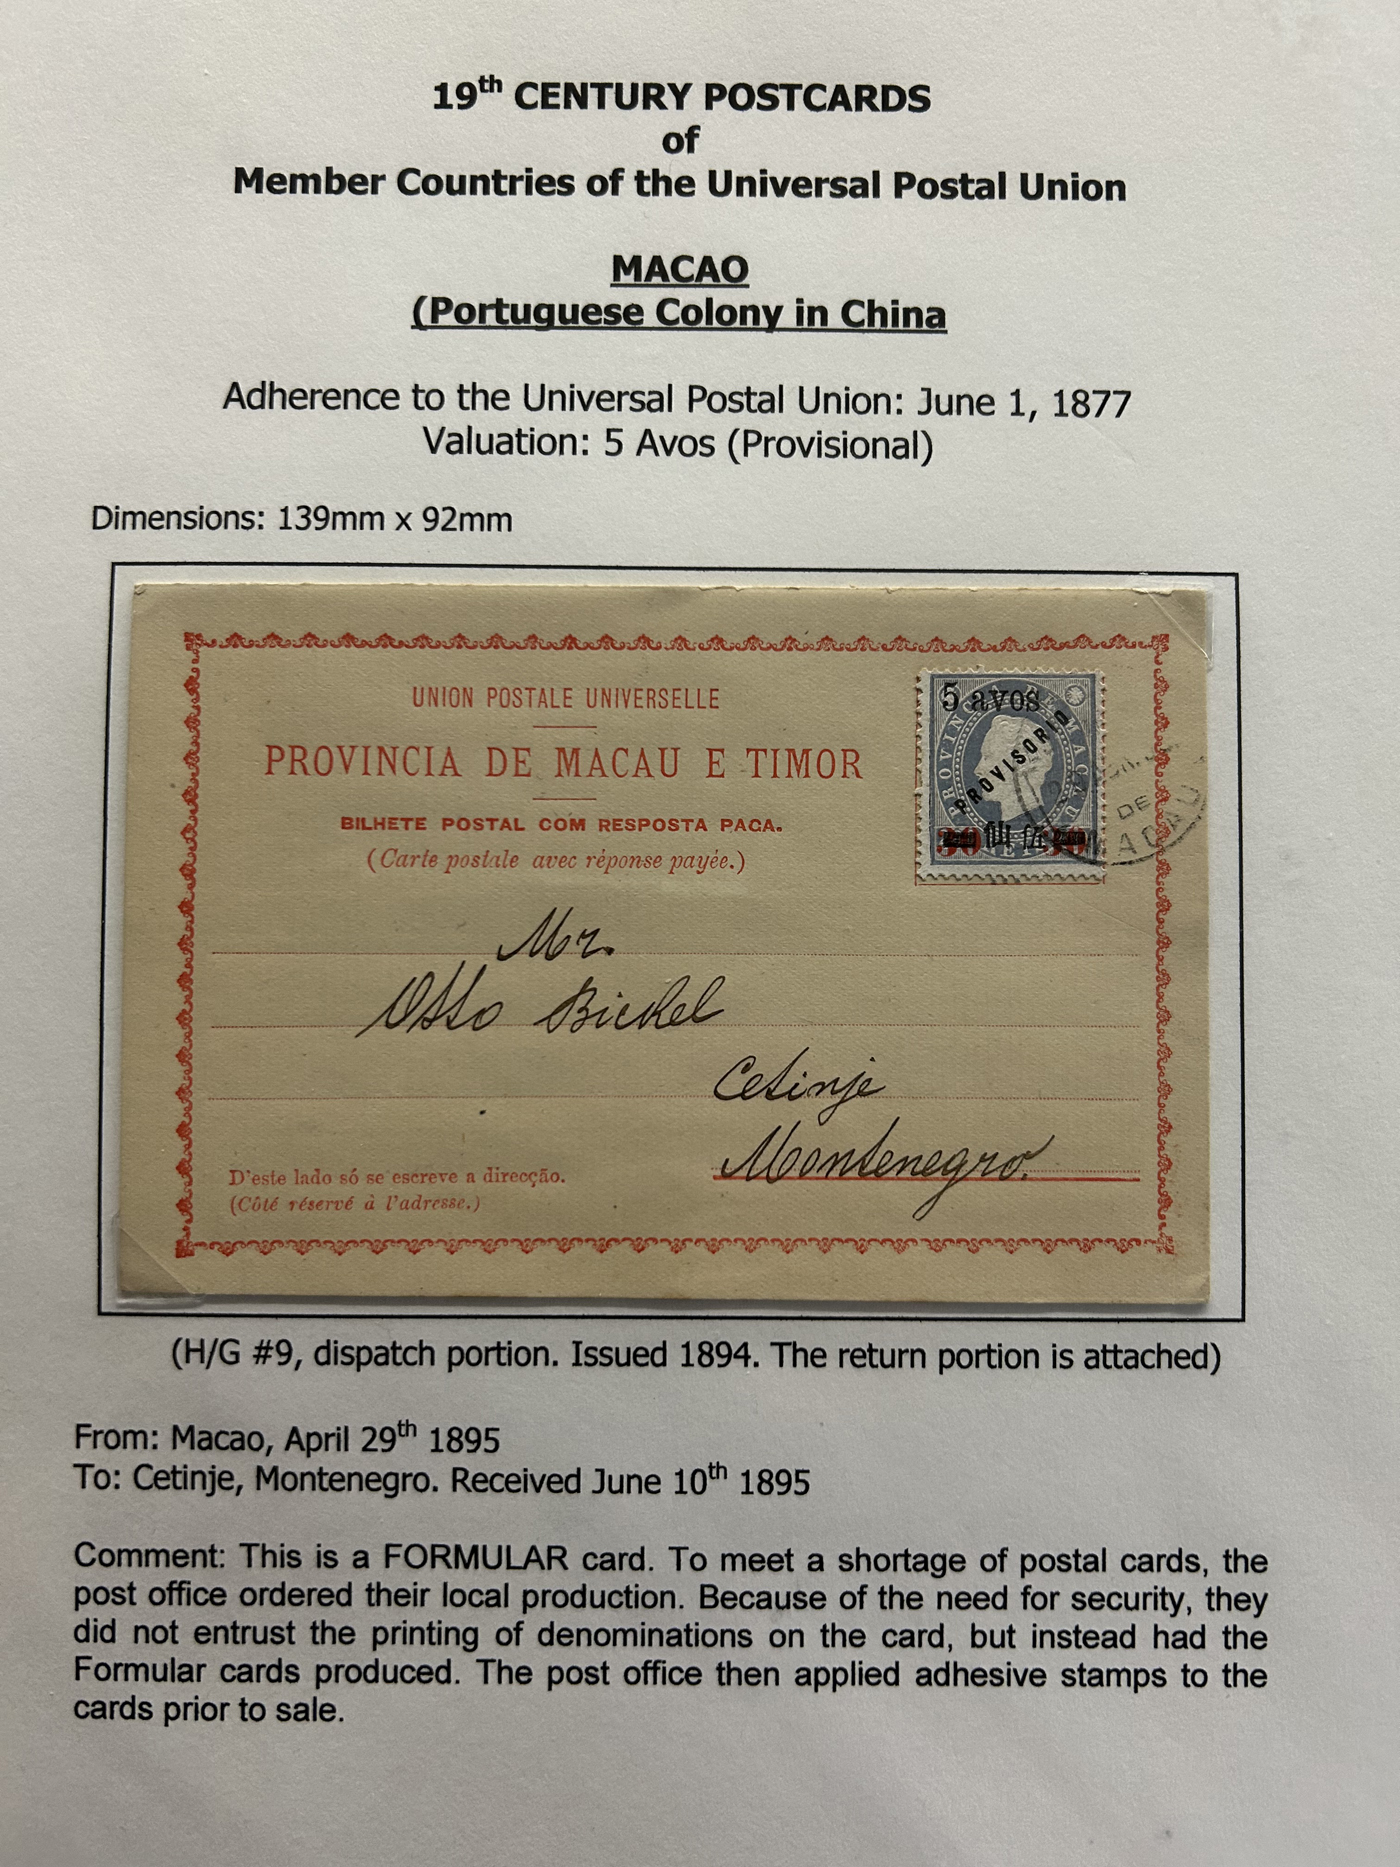 19th CENTURY POSTCARDS
of
Member Countries of the Universal Postal Union
MACAO
(Portuguese Colony in China
Adherence to the Universal Postal Union: June 1, 1877
Valuation: 5 Avos (Provisional)
Dimensions: 139mm x 92mm
UNION POSTALE UNIVERSELLE
PROVINCIA DE MACAU E TIMOR
BILHETE POSTAL COM RESPOSTA PAGA.
(Carte postale avec réponse payée.)
5 avos
PROVISORIO
PROVINCIA DE MACAU
30 30
DE
MACAU
Mr.
Otto Bickel
Cetinje
Montenegro.
D'este lado só se escreve a direcção.
(Côté réservé à l'adresse.)
(H/G #9, dispatch portion. Issued 1894. The return portion is attached)
From: Macao, April 29th 1895
To: Cetinje, Montenegro. Received June 10th 1895
Comment: This is a FORMULAR card. To meet a shortage of postal cards, the
post office ordered their local production. Because of the need for security, they
did not entrust the printing of denominations on the card, but instead had the
Formular cards produced. The post office then applied adhesive stamps to the
cards prior to sale.